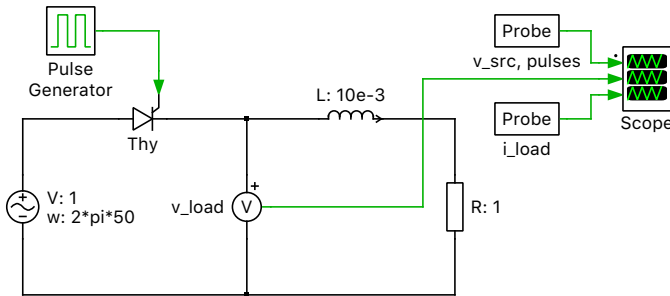 Pulse
Generator
Thy
V: 1
w: 2*pi*50
+
v_load
V
L: 10e-3
R: 1
Probe
v_src, pulses
Probe
i_load
Scope